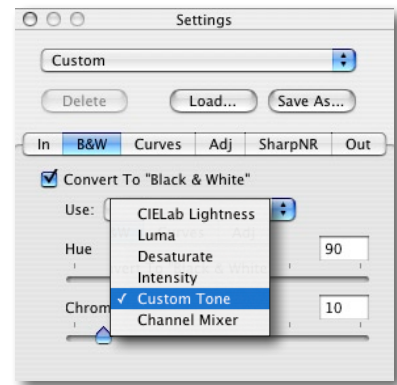 Settings
Custom
Delete Load... Save As...
In B&W Curves Adj SharpNR Out
Convert To "Black & White"
Use:
CIELab Lightness
Luma
Desaturate
Intensity
✓ Custom Tone
Channel Mixer
Hue 90
Chrom 10